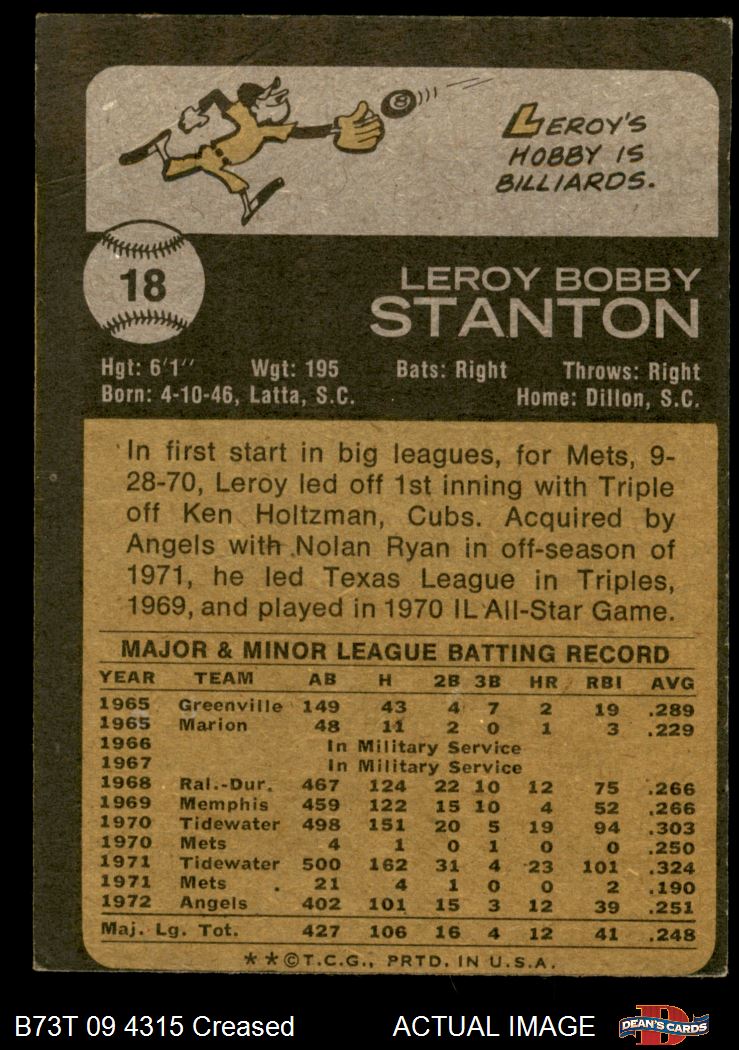 8
LEROY'S
HOBBY IS
BILLIARDS.
18
LEROY BOBBY
STANTON
Hgt: 6'1" Wgt: 195 Bats: Right Throws: Right
Born: 4-10-46, Latta, S.C. Home: Dillon, S.C.
In first start in big leagues, for Mets, 9-
28-70, Leroy led off 1st inning with Triple
off Ken Holtzman, Cubs. Acquired by
Angels with Nolan Ryan in off-season of
1971, he led Texas League in Triples,
1969, and played in 1970 IL All-Star Game.
MAJOR & MINOR LEAGUE BATTING RECORD
YEAR TEAM AB H 2B 3B HR RBI AVG
1965 Greenville 149 43 4 7 2 19 .289
1965 Marion 48 11 2 0 1 3 .229
1966 In Military Service
1967 In Military Service
1968 Ral.-Dur. 467 124 22 10 12 75 .266
1969 Memphis 459 122 15 10 4 52 .266
1970 Tidewater 498 151 20 5 19 94 .303
1970 Mets 4 1 0 1 0 0 .250
1971 Tidewater 500 162 31 4 23 101 .324
1971 Mets 21 4 1 0 0 2 .190
1972 Angels 402 101 15 3 12 39 .251
Maj. Lg. Tot. 427 106 16 4 12 41 .248
**©T.C.G., PRTD. IN U.S.A.
B73T 09 4315 Creased ACTUAL IMAGE
D
DEAN'S CARDS